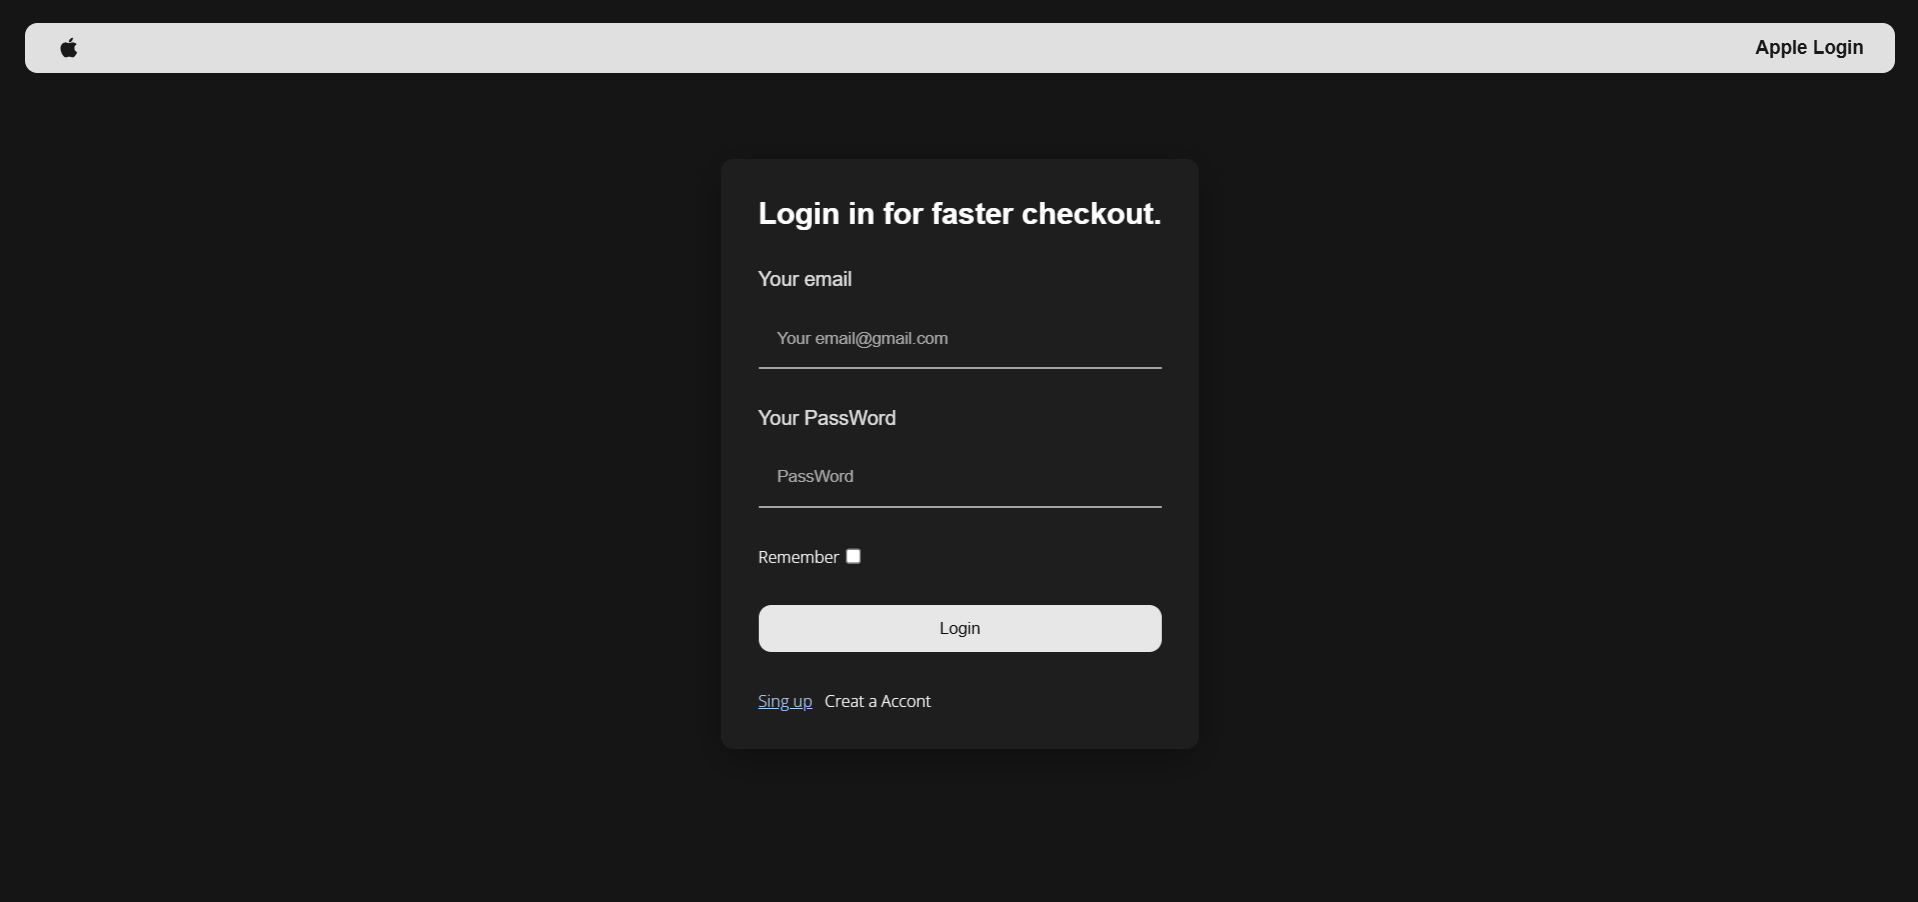 Apple Login
Login in for faster checkout.
Your email
Your email@gmail.com
Your PassWord
PassWord
Remember
Login
Sing up Creat a Accont